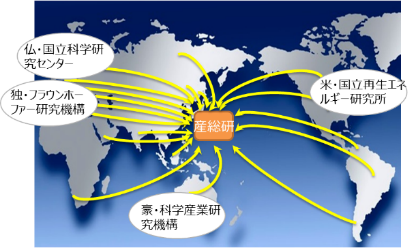 仏・国立科学研
究センター
独・フラウンホー
ファー研究機構
産総研
米・国立再生エネ
ルギー研究所
豪・科学産業研
究機構